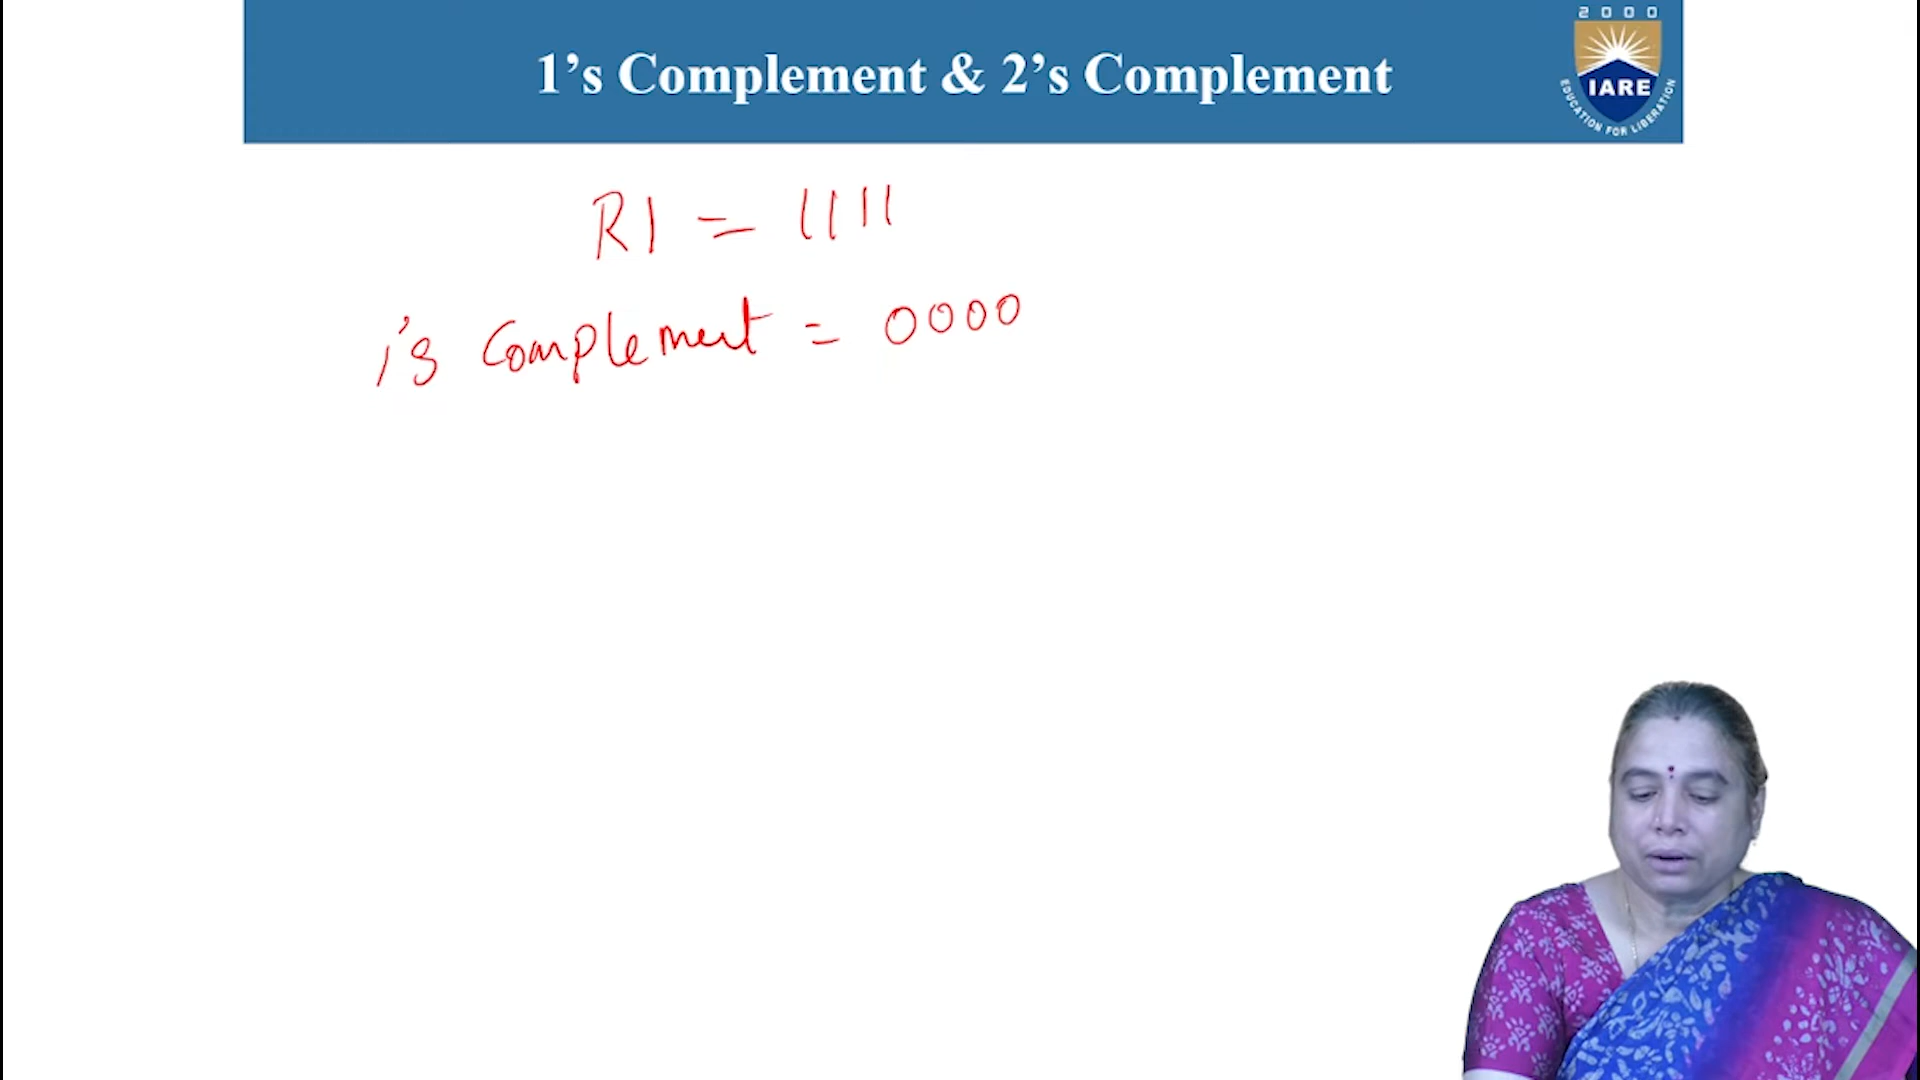 2000
1's Complement & 2's Complement
IARE
EDUCATION FOR LIBERATION
R1 = 1111
1's Complement = 0000